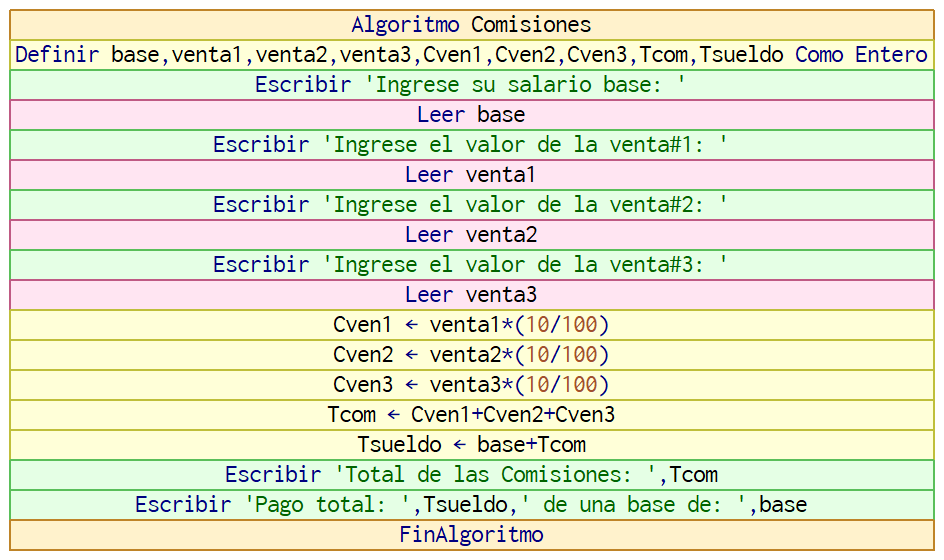 Algoritmo Comisiones
Definir base,venta1,venta2,venta3,Cven1,Cven2,Cven3,Tcom,Tsueldo Como Entero
Escribir 'Ingrese su salario base: '
Leer base
Escribir 'Ingrese el valor de la venta#1: '
Leer venta1
Escribir 'Ingrese el valor de la venta#2: '
Leer venta2
Escribir 'Ingrese el valor de la venta#3: '
Leer venta3
Cven1 ← venta1*(10/100)
Cven2 ← venta2*(10/100)
Cven3 ← venta3*(10/100)
Tcom ← Cven1+Cven2+Cven3
Tsueldo ← base+Tcom
Escribir 'Total de las Comisiones: ',Tcom
Escribir 'Pago total: ',Tsueldo,' de una base de: ',base
FinAlgoritmo